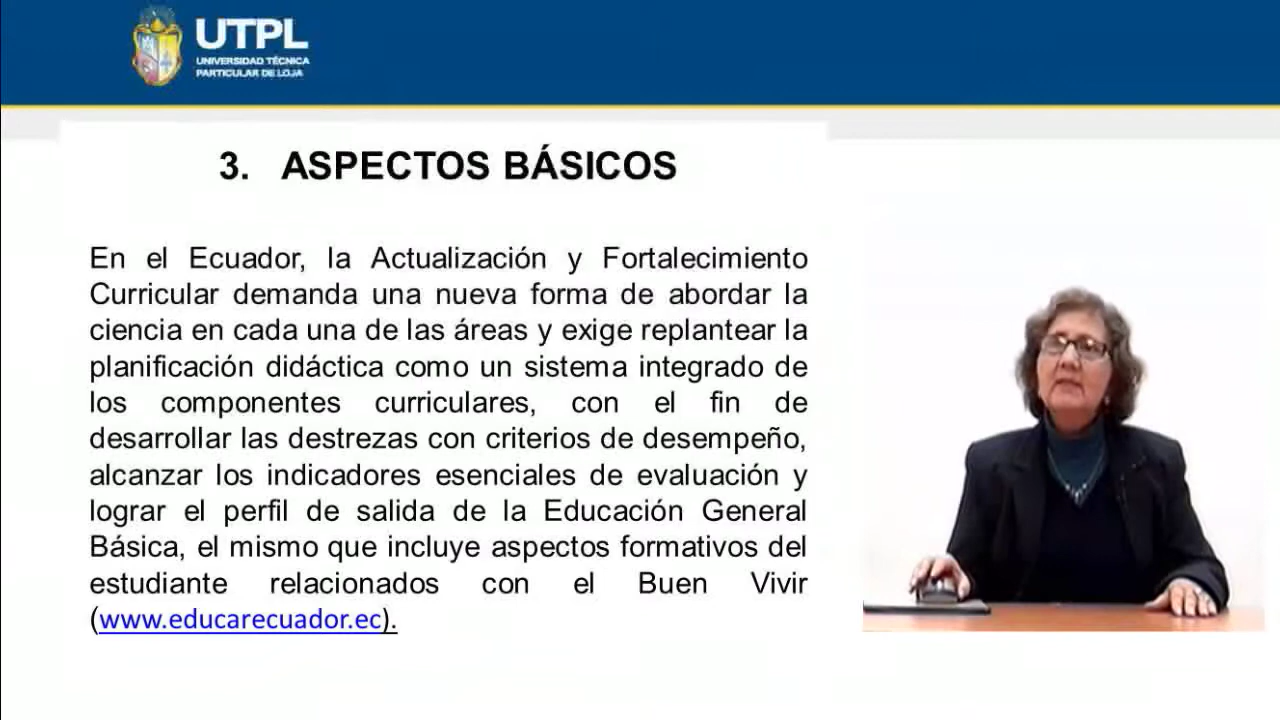 UTPL
UNIVERSIDAD TÉCNICA
PARTICULAR DE LOJA
3. ASPECTOS BÁSICOS
En el Ecuador, la Actualización y Fortalecimiento
Curricular demanda una nueva forma de abordar la
ciencia en cada una de las áreas y exige replantear la
planificación didáctica como un sistema integrado de
los componentes curriculares, con el fin de
desarrollar las destrezas con criterios de desempeño,
alcanzar los indicadores esenciales de evaluación y
lograr el perfil de salida de la Educación General
Básica, el mismo que incluye aspectos formativos del
estudiante relacionados con el Buen Vivir
(www.educarecuador.ec).